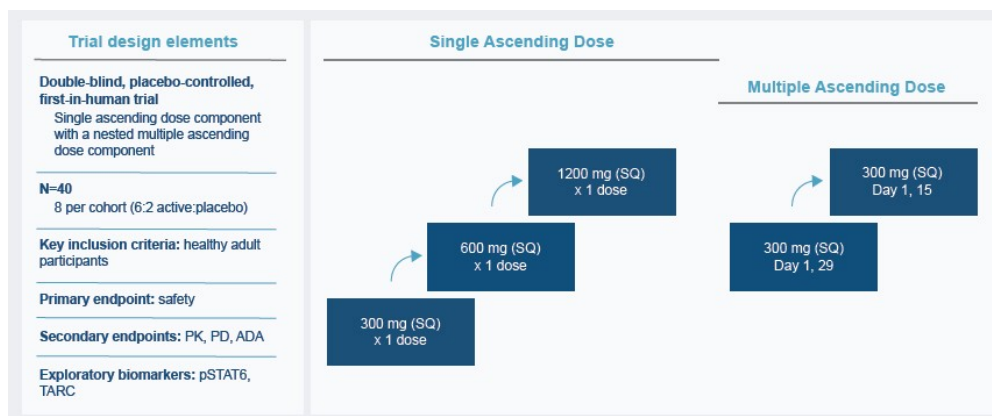 Trial design elements
Double-blind, placebo-controlled,
first-in-human trial
Single ascending dose component
with a nested multiple ascending
dose component
N=40
8 per cohort (6:2 active:placebo)
Key inclusion criteria: healthy adult
participants
Primary endpoint: safety
Secondary endpoints: PK, PD, ADA
Exploratory biomarkers: pSTAT6,
TARC
Single Ascending Dose
1200 mg (SQ)
x 1 dose
600 mg (SQ)
x 1 dose
300 mg (SQ)
x 1 dose
Multiple Ascending Dose
300 mg (SQ)
Day 1, 15
300 mg (SQ)
Day 1, 29